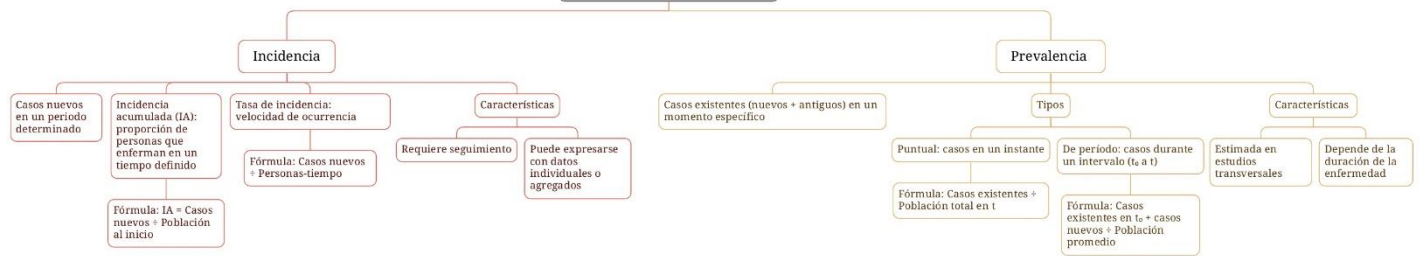 Incidencia
Casos nuevos
en un periodo
determinado
Incidencia
acumulada (IA):
proporción de
personas que
enferman en un
tiempo definido
Fórmula: IA = Casos
nuevos ÷ Población
al inicio
Tasa de incidencia:
velocidad de ocurrencia
Fórmula: Casos nuevos
÷ Personas-tiempo
Características
Requiere seguimiento
Puede expresarse
con datos
individuales o
agregados
Prevalencia
Casos existentes (nuevos + antiguos) en un
momento específico
Tipos
Puntual: casos en un instante
Fórmula: Casos existentes ÷
Población total en t
De período: casos durante
un intervalo (t₀ a t)
Fórmula: Casos
existentes en t₀ + casos
nuevos ÷ Población
promedio
Características
Estimada en
estudios
transversales
Depende de la
duración de la
enfermedad